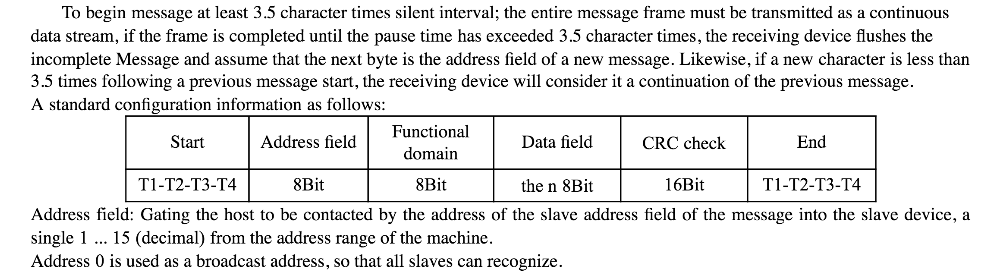 To begin message at least 3.5 character times silent interval; the entire message frame must be transmitted as a continuous
data stream, if the frame is completed until the pause time has exceeded 3.5 character times, the receiving device flushes the
incomplete Message and assume that the next byte is the address field of a new message. Likewise, if a new character is less than
3.5 times following a previous message start, the receiving device will consider it a continuation of the previous message.
A standard configuration information as follows:
Start Address field Functional domain Data field CRC check End
T1-T2-T3-T4 8Bit 8Bit the n 8Bit 16Bit T1-T2-T3-T4
Address field: Gating the host to be contacted by the address of the slave address field of the message into the slave device, a
single 1 ... 15 (decimal) from the address range of the machine.
Address 0 is used as a broadcast address, so that all slaves can recognize.